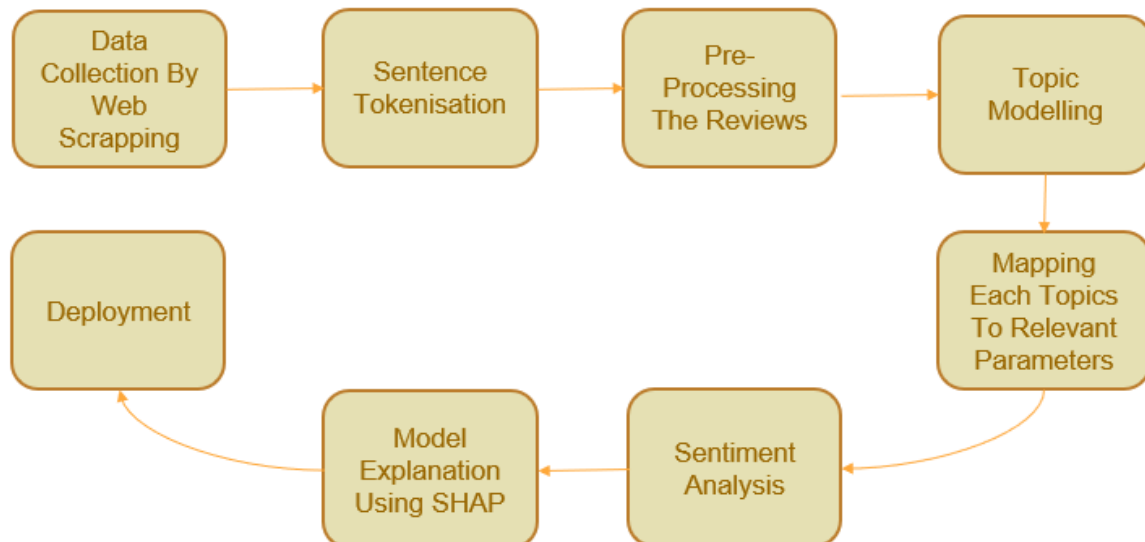 Data
Collection By
Web
Scrapping
Sentence
Tokenisation
Pre-
Processing
The Reviews
Topic
Modelling
Mapping
Each Topics
To Relevant
Parameters
Sentiment
Analysis
Model
Explanation
Using SHAP
Deployment